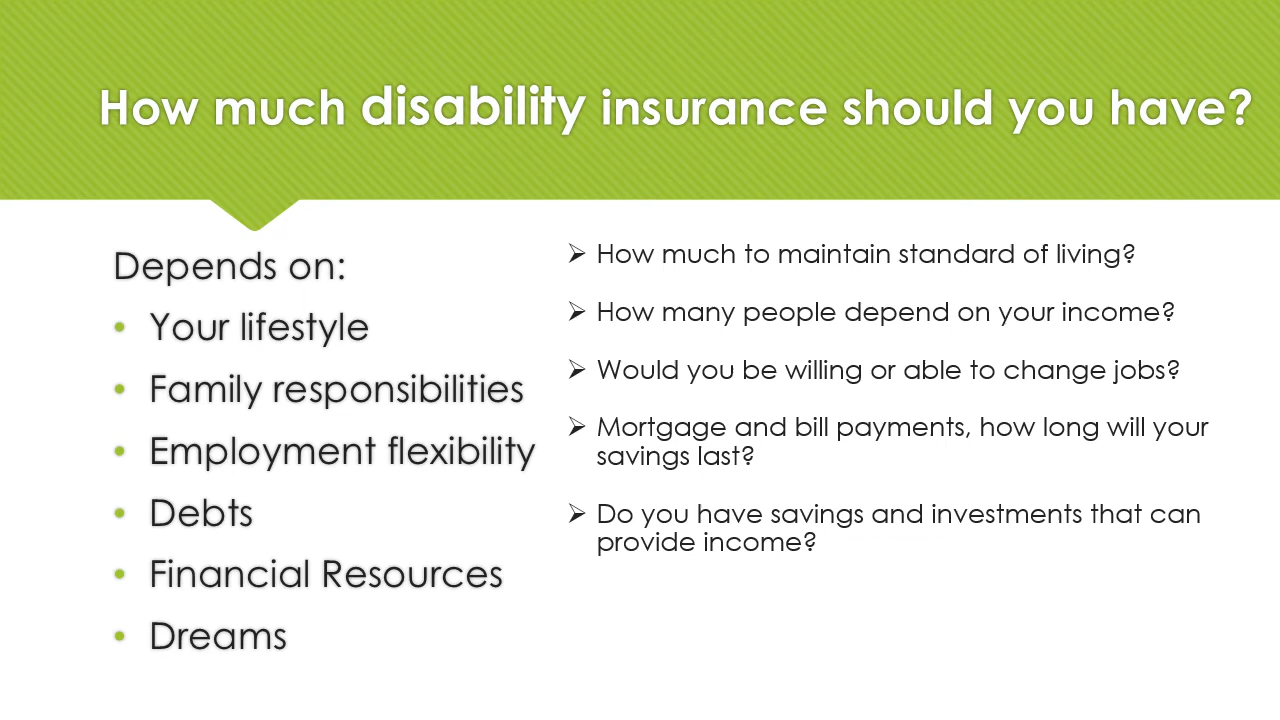 How much disability insurance should you have?
Depends on:
• Your lifestyle
• Family responsibilities
• Employment flexibility
• Debts
• Financial Resources
• Dreams
➢ How much to maintain standard of living?
➢ How many people depend on your income?
➢ Would you be willing or able to change jobs?
➢ Mortgage and bill payments, how long will your
savings last?
➢ Do you have savings and investments that can
provide income?